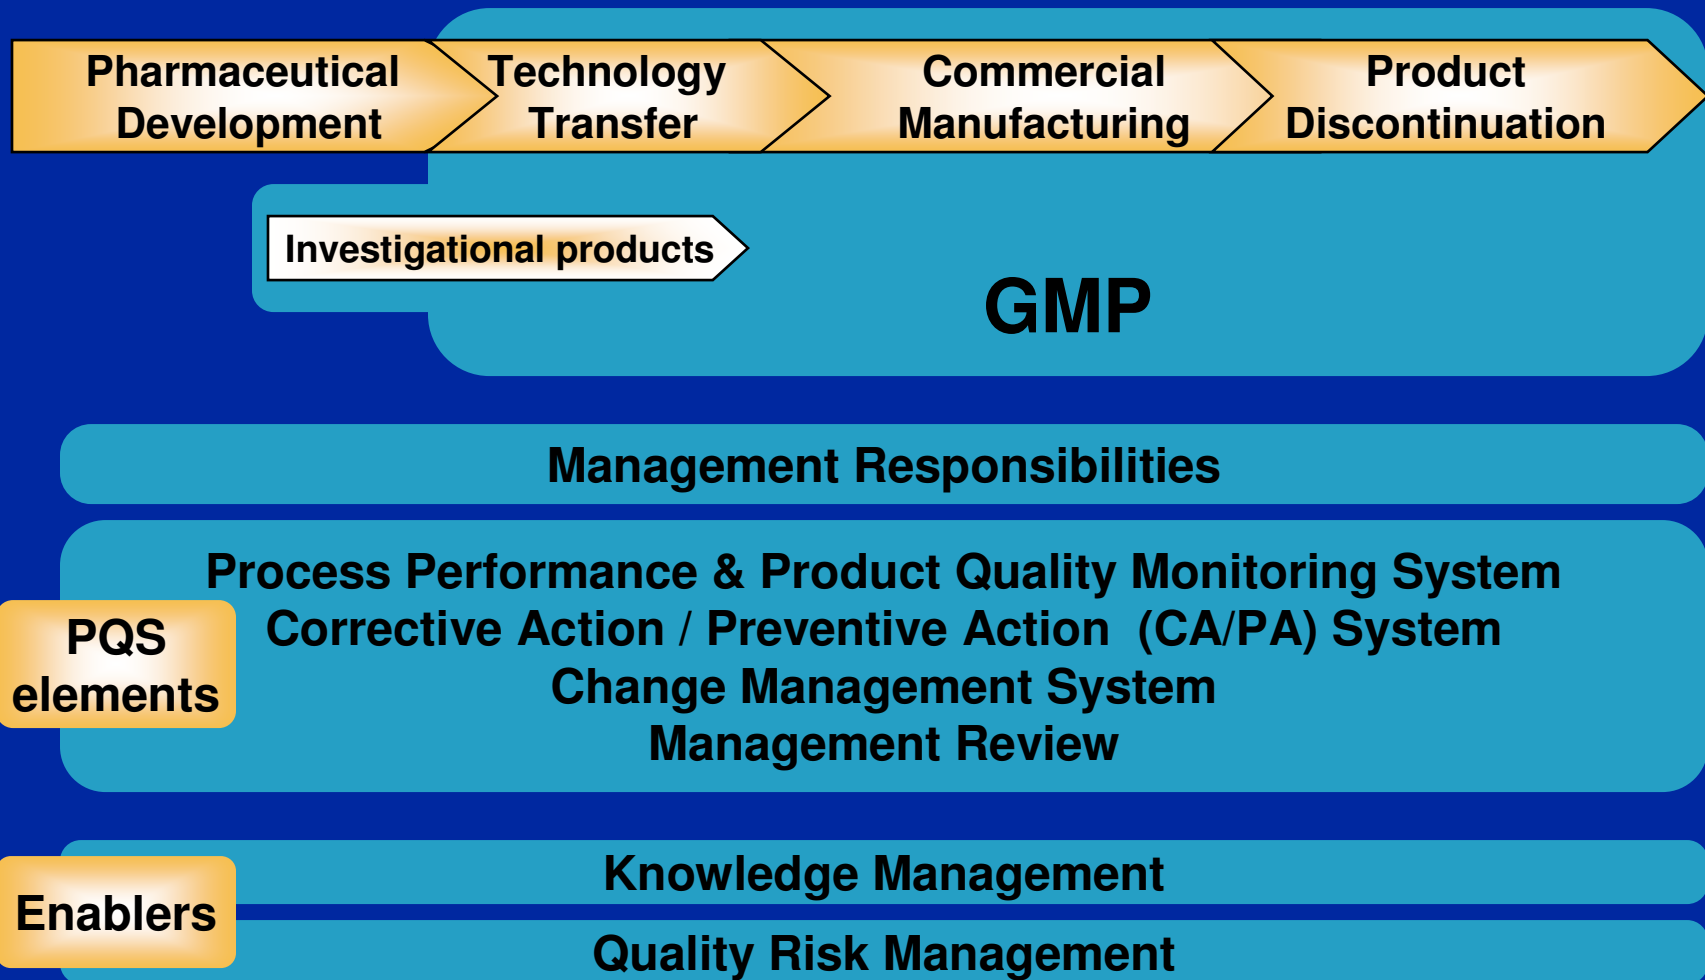 Pharmaceutical
Development
Technology
Transfer
Commercial
Manufacturing
Product
Discontinuation
Investigational products
GMP
Management Responsibilities
PQS
elements
Process Performance & Product Quality Monitoring System
Corrective Action / Preventive Action (CA/PA) System
Change Management System
Management Review
Enablers
Knowledge Management
Quality Risk Management